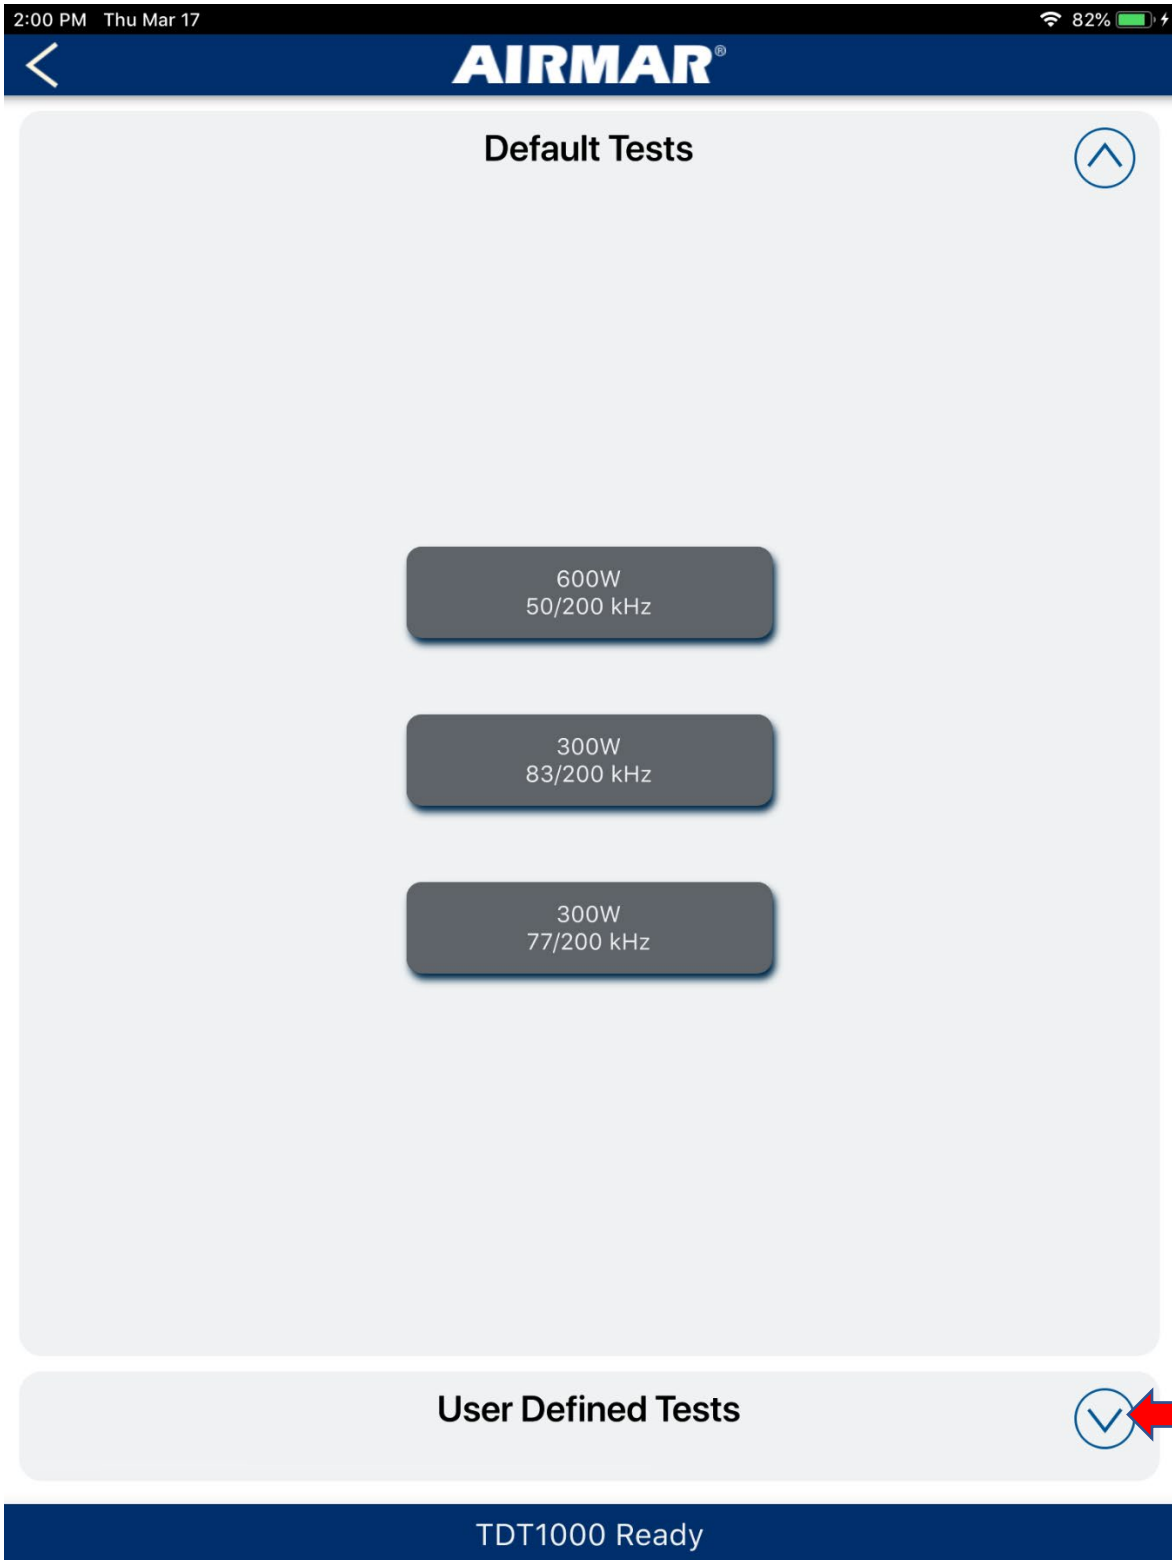 2:00 PM Thu Mar 17 82%
AIRMAR®
Default Tests
600W
50/200 kHz
300W
83/200 kHz
300W
77/200 kHz
User Defined Tests
TDT1000 Ready